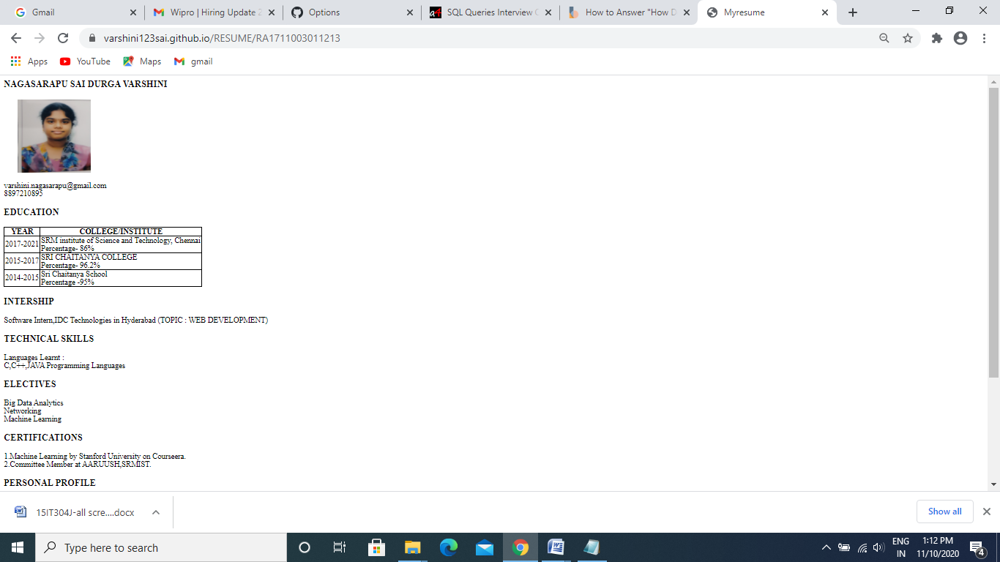 Gmail
Wipro | Hiring Update 2
Options
SQL Queries Interview
How to Answer "How D
Myresume
varshini123sai.github.io/RESUME/RA1711003011213
Apps
YouTube
Maps
gmail
NAGASARAPU SAI DURGA VARSHINI
varshini.nagasarapu@gmail.com
8897210895
EDUCATION
YEAR COLLEGE/INSTITUTE
2017-2021 SRM institute of Science and Technology, Chennai
Percentage- 86%
2015-2017 SRI CHAITANYA COLLEGE
Percentage- 96.2%
2014-2015 Sri Chaitanya School
Percentage -95%
INTERSHIP
Software Intern,IDC Technologies in Hyderabad (TOPIC : WEB DEVELOPMENT)
TECHNICAL SKILLS
Languages Learnt :
C,C++,JAVA Programming Languages
ELECTIVES
Big Data Analytics
Networking
Machine Learning
CERTIFICATIONS
1.Machine Learning by Stanford University on Courseera.
2.Committee Member at AARUUSH,SRMIST.
PERSONAL PROFILE
15IT304J-all scre....docx
Show all
Type here to search
ENG
IN
1:12 PM
11/10/2020
4